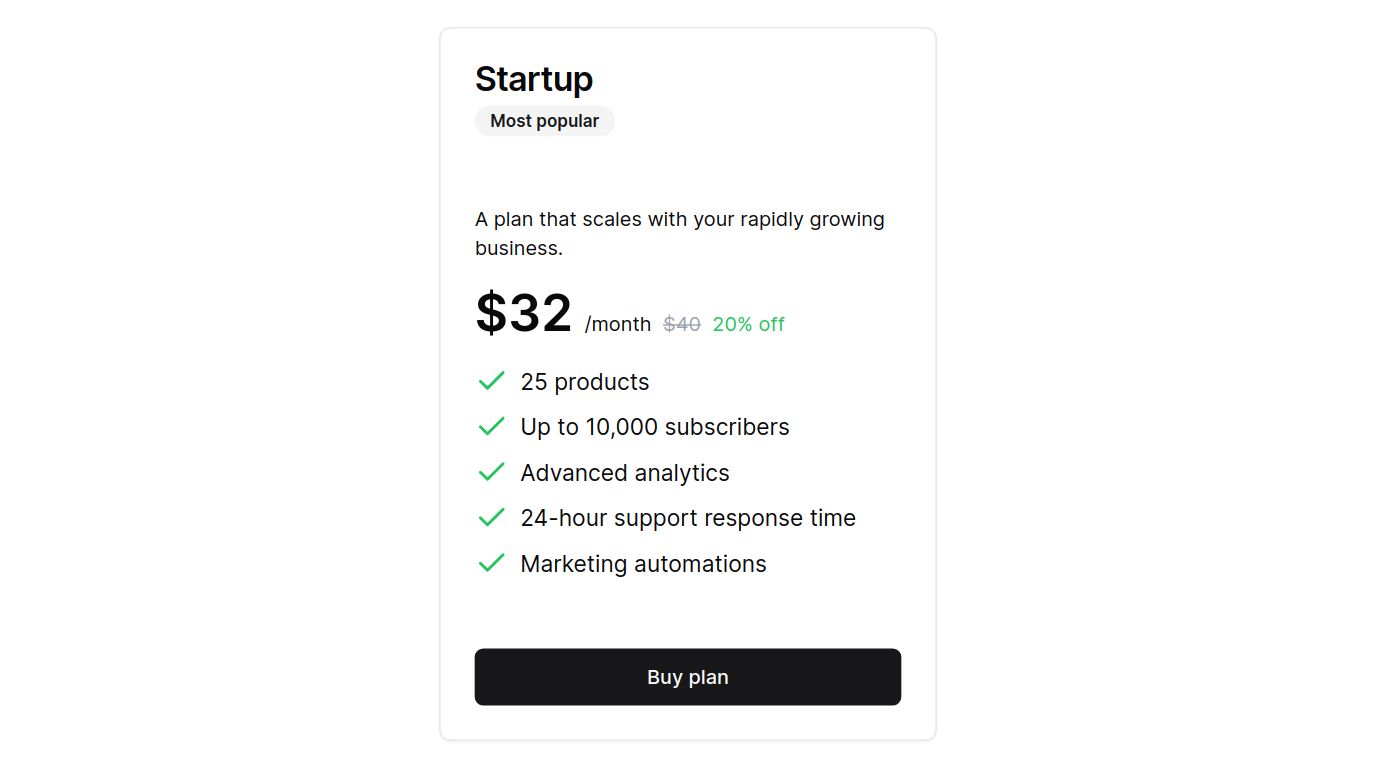 Startup
Most popular
A plan that scales with your rapidly growing
business.
$32 /month $40 20% off
25 products
Up to 10,000 subscribers
Advanced analytics
24-hour support response time
Marketing automations
Buy plan